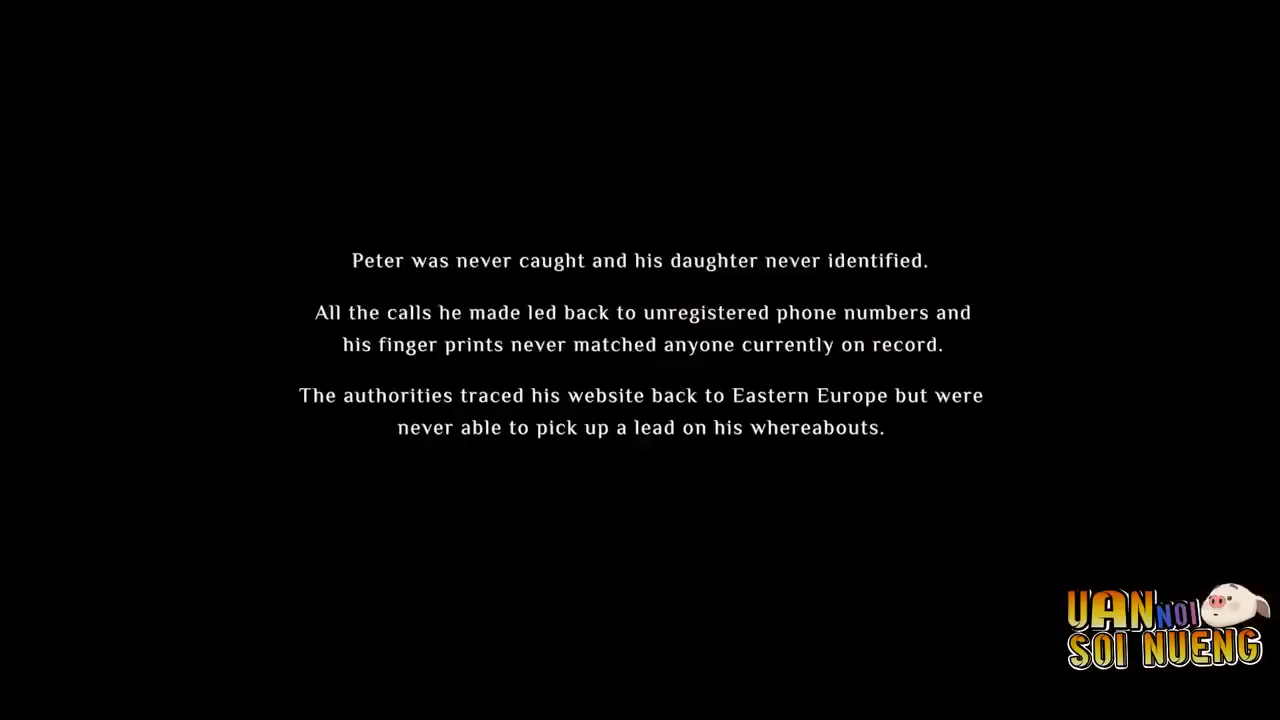 Peter was never caught and his daughter never identified.
All the calls he made led back to unregistered phone numbers and
his finger prints never matched anyone currently on record.
The authorities traced his website back to Eastern Europe but were
never able to pick up a lead on his whereabouts.
UAN NOI
SOI NUENG